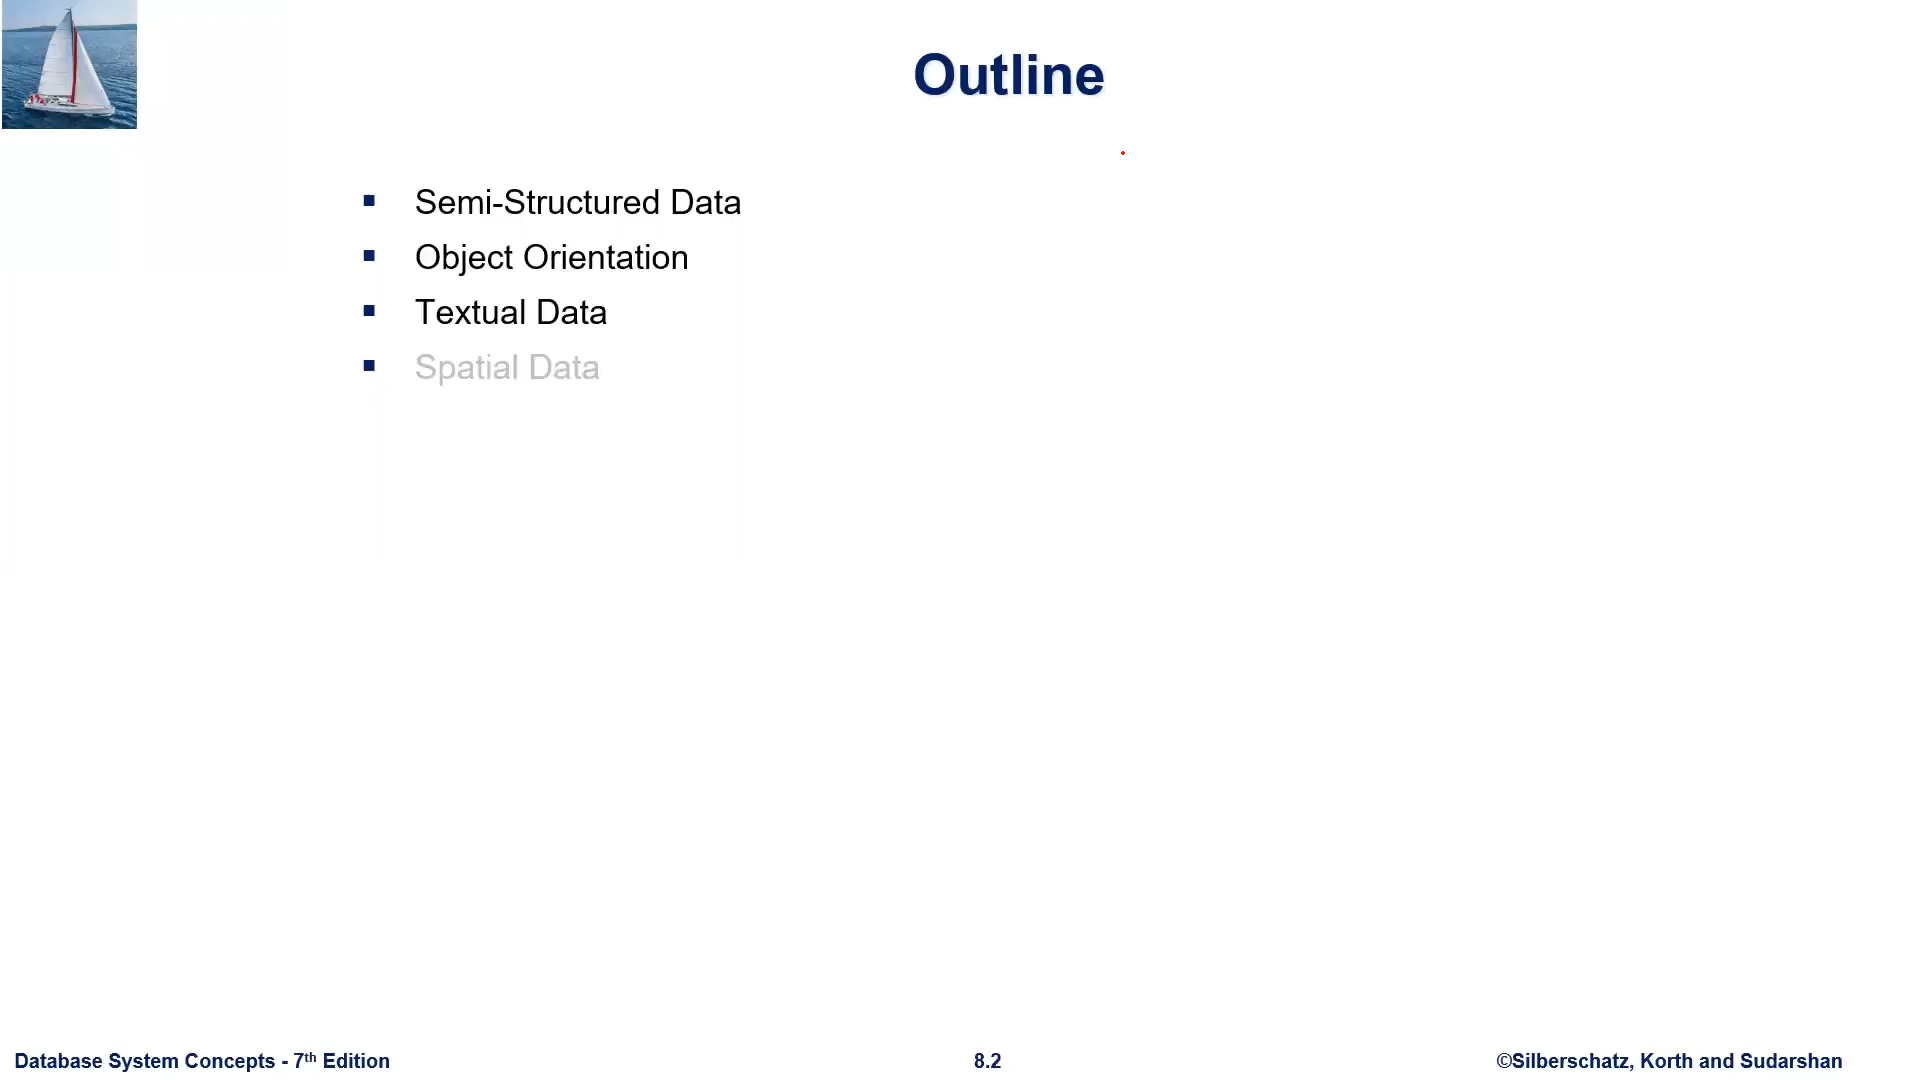 Outline
Semi-Structured Data
Object Orientation
Textual Data
Spatial Data
Database System Concepts - 7th Edition
8.2
©Silberschatz, Korth and Sudarshan